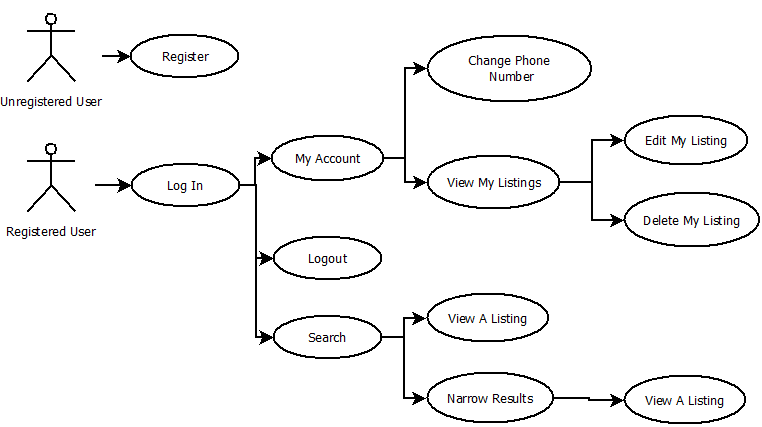 Register
Unregistered User
Change Phone
Number
My Account
Edit My Listing
Log In
View My Listings
Registered User
Delete My Listing
Logout
Search
View A Listing
Narrow Results
View A Listing